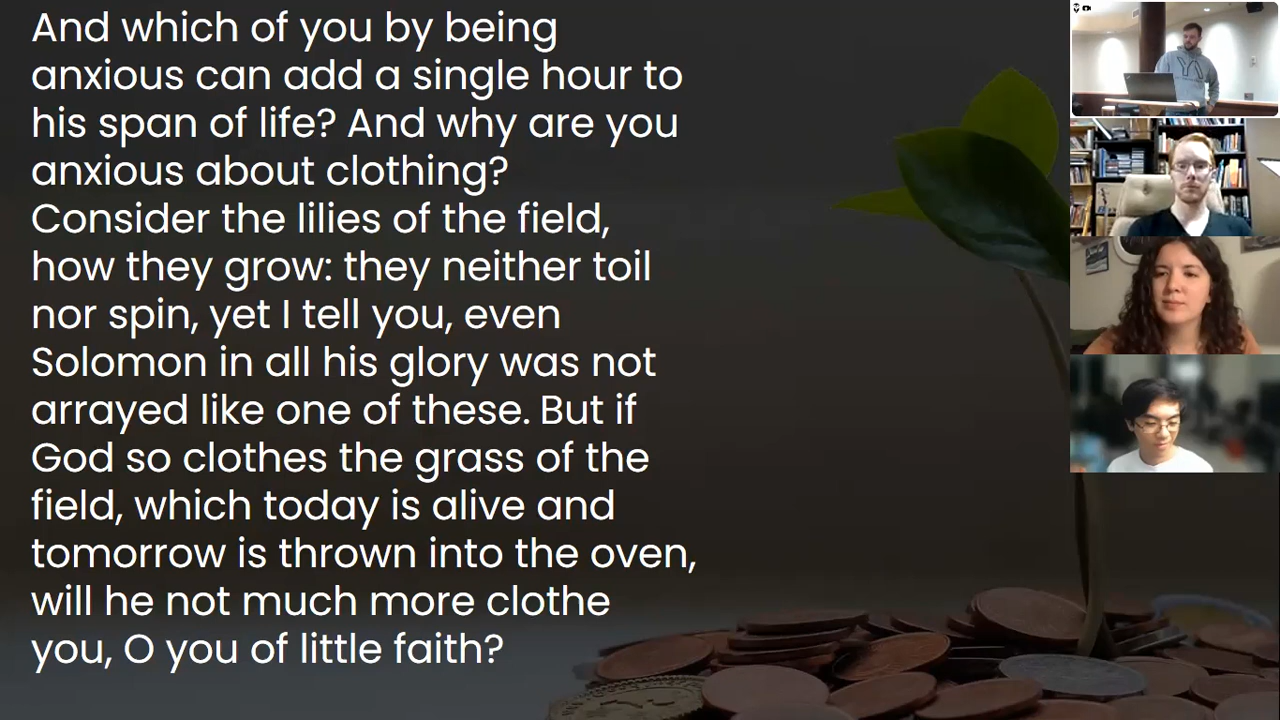 And which of you by being
anxious can add a single hour to
his span of life? And why are you
anxious about clothing?
Consider the lilies of the field,
how they grow: they neither toil
nor spin, yet I tell you, even
Solomon in all his glory was not
arrayed like one of these. But if
God so clothes the grass of the
field, which today is alive and
tomorrow is thrown into the oven,
will he not much more clothe
you, O you of little faith?